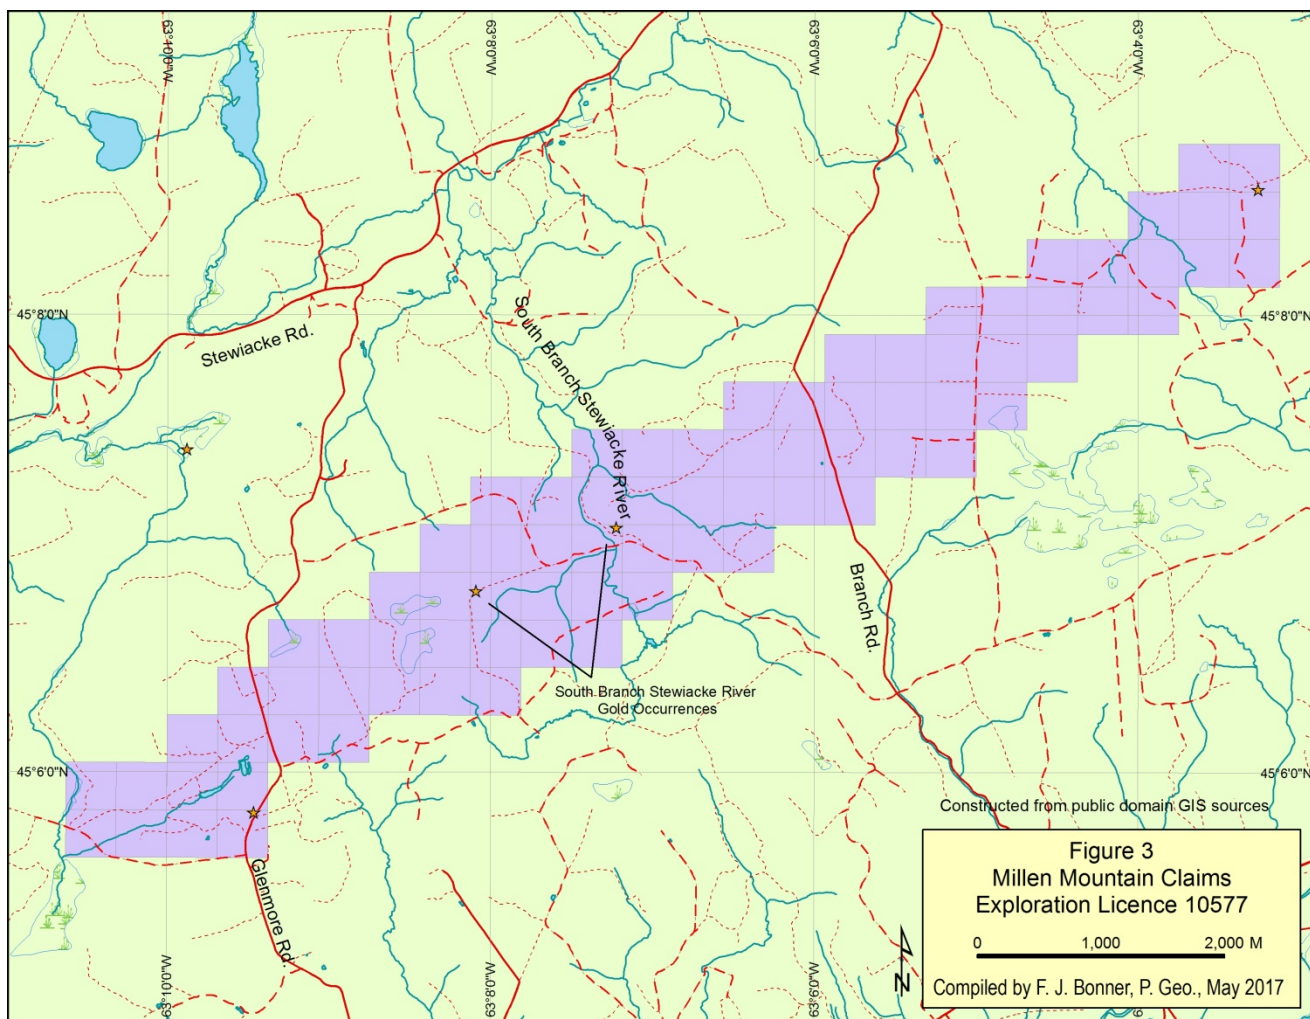 63°10'0"W
63°8'0"W
63°6'0"W
63°4'0"W
45°8'0"N
45°8'0"N
Stewiacke Rd.
South Branch Stewiacke River
Branch Rd.
South Branch Stewiacke River
Gold Occurrences
45°6'0"N
45°6'0"N
Glenmore Rd.
Constructed from public domain GIS sources
Figure 3
Millen Mountain Claims
Exploration Licence 10577
0 1,000 2,000 M
Compiled by F. J. Bonner, P. Geo., May 2017
N
63°10'0"W
63°8'0"W
63°6'0"W